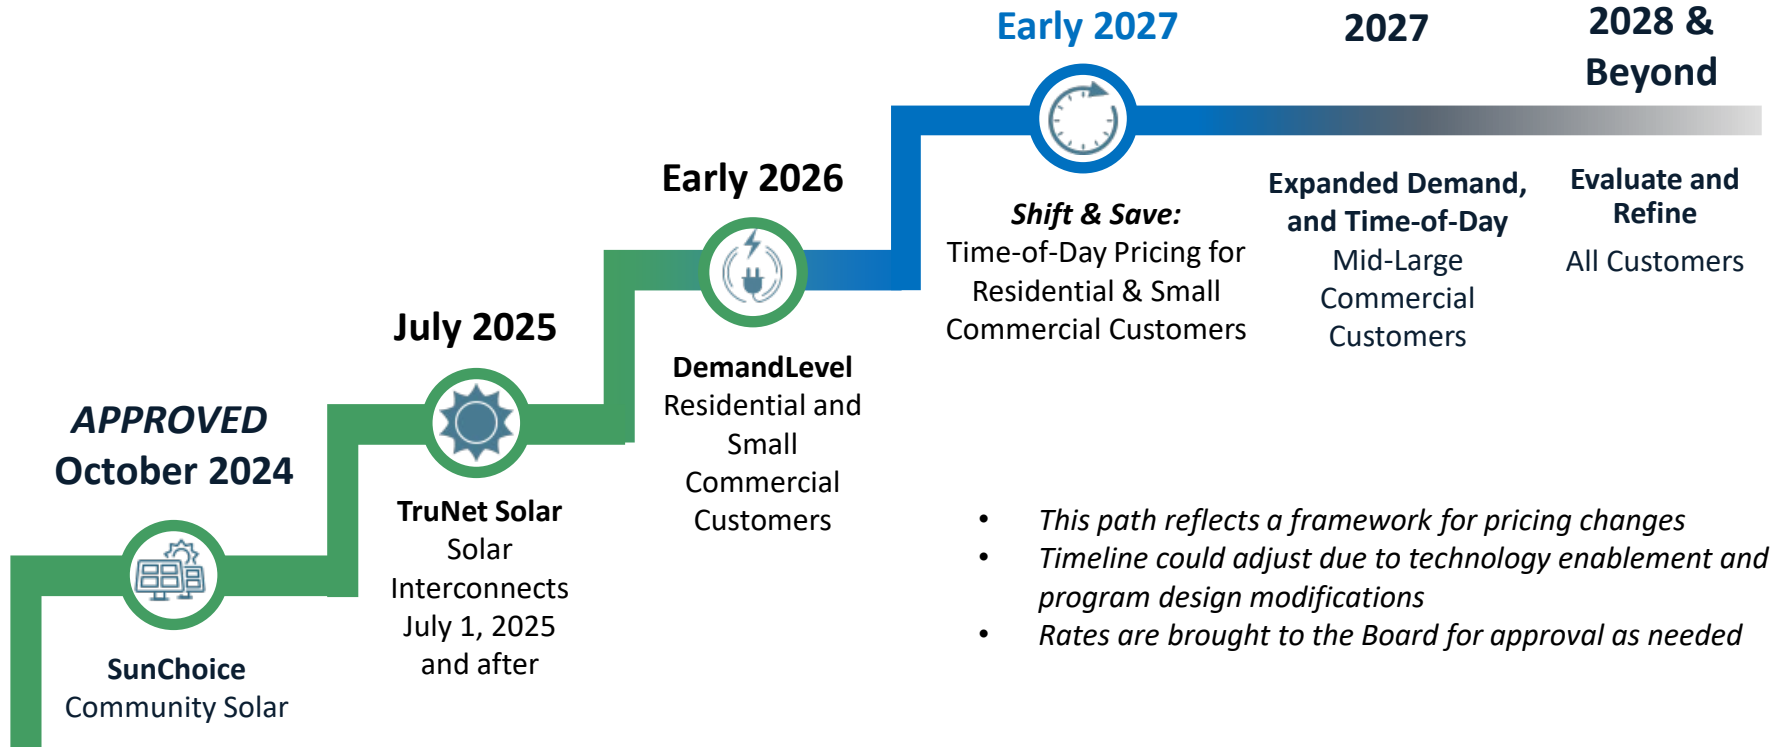 APPROVED
October 2024
SunChoice
Community Solar
July 2025
TruNet Solar
Solar
Interconnects
July 1, 2025
and after
Early 2026
DemandLevel
Residential and
Small
Commercial
Customers
Early 2027
Shift & Save:
Time-of-Day Pricing for
Residential & Small
Commercial Customers
2027
Expanded Demand,
and Time-of-Day
Mid-Large
Commercial
Customers
2028 &
Beyond
Evaluate and
Refine
All Customers
• This path reflects a framework for pricing changes
• Timeline could adjust due to technology enablement and
program design modifications
• Rates are brought to the Board for approval as needed